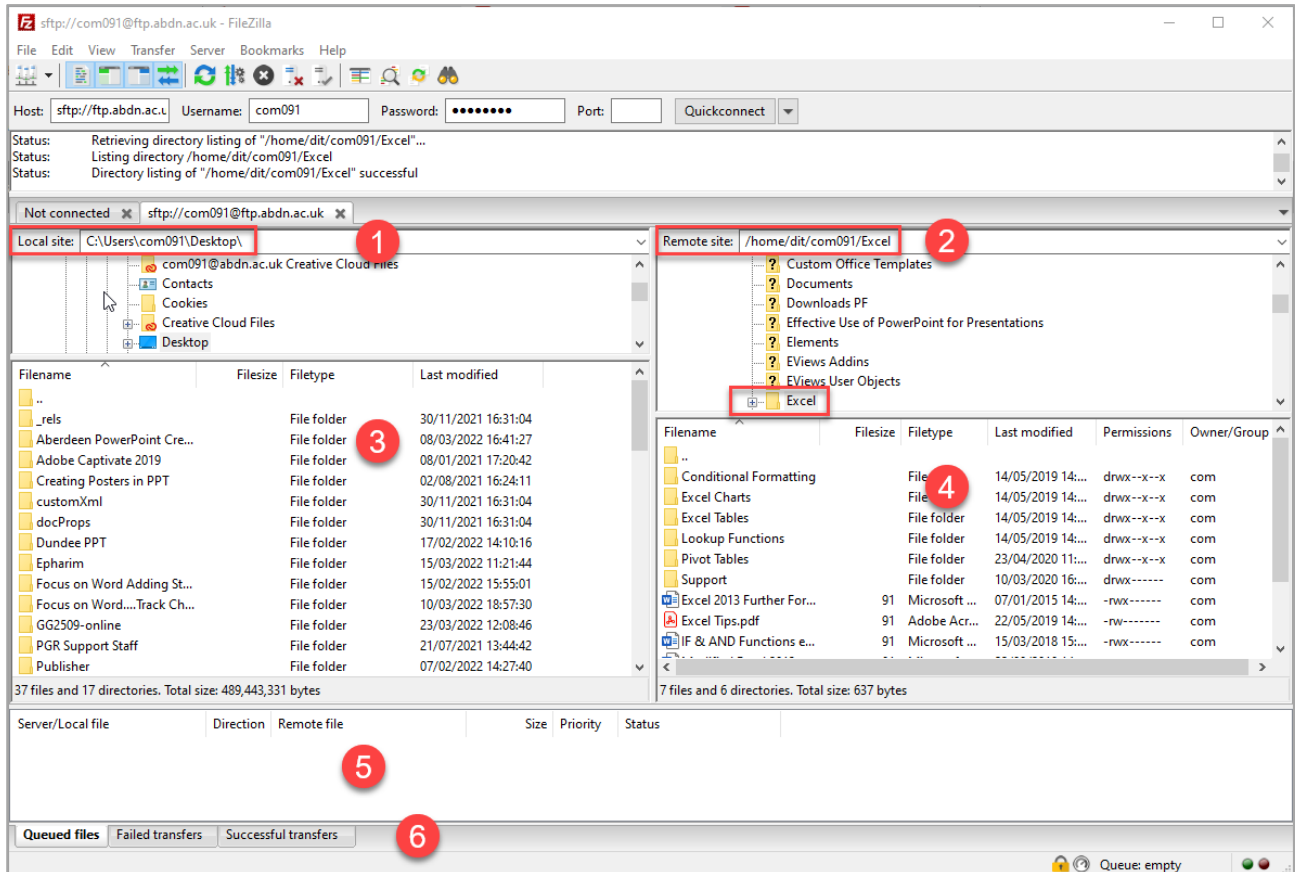 sftp://com091@ftp.abdn.ac.uk - FileZilla
File Edit View Transfer Server Bookmarks Help
Host: sftp://ftp.abdn.ac.u Username: com091 Password: •••••••• Port: Quickconnect
Status: Retrieving directory listing of "/home/dit/com091/Excel"...
Status: Listing directory /home/dit/com091/Excel
Status: Directory listing of "/home/dit/com091/Excel" successful
Not connected sftp://com091@ftp.abdn.ac.uk
Local site: C:\Users\com091\Desktop\ 1
com091@abdn.ac.uk Creative Cloud Files
Contacts
Cookies
Creative Cloud Files
Desktop
Filename Filesize Filetype Last modified
..
_rels File folder 30/11/2021 16:31:04
Aberdeen PowerPoint Cre... File folder 08/03/2022 16:41:27
3
Adobe Captivate 2019 File folder 08/01/2021 17:20:42
Creating Posters in PPT File folder 02/08/2021 16:24:11
customXml File folder 30/11/2021 16:31:04
docProps File folder 30/11/2021 16:31:04
Dundee PPT File folder 17/02/2022 14:10:16
Epharim File folder 15/03/2022 11:21:44
Focus on Word Adding St... File folder 15/02/2022 15:55:01
Focus on Word....Track Ch... File folder 10/03/2022 18:57:30
GG2509-online File folder 23/03/2022 12:08:46
PGR Support Staff File folder 21/07/2021 13:44:42
Publisher File folder 07/02/2022 14:27:40
37 files and 17 directories. Total size: 489,443,331 bytes
Remote site: /home/dit/com091/Excel 2
? Custom Office Templates
? Documents
? Downloads PF
? Effective Use of PowerPoint for Presentations
? Elements
? EViews Addins
? EViews User Objects
Excel
Filename Filesize Filetype Last modified Permissions Owner/Group
..
Conditional Formatting File 14/05/2019 14:... drwx--x--x com
4
Excel Charts File 14/05/2019 14:... drwx--x--x com
Excel Tables File folder 14/05/2019 14:... drwx--x--x com
Lookup Functions File folder 14/05/2019 14:... drwx--x--x com
Pivot Tables File folder 23/04/2020 11:... drwx--x--x com
Support File folder 10/03/2020 16:... drwx------ com
Excel 2013 Further For... 91 Microsoft ... 07/01/2015 14:... -rwx------ com
Excel Tips.pdf 91 Adobe Acr... 22/05/2019 14:... -rw------- com
IF & AND Functions e... 91 Microsoft ... 15/03/2018 15:... -rwx------ com
7 files and 6 directories. Total size: 637 bytes
Server/Local file Direction Remote file Size Priority Status
5
Queued files Failed transfers Successful transfers 6
Queue: empty